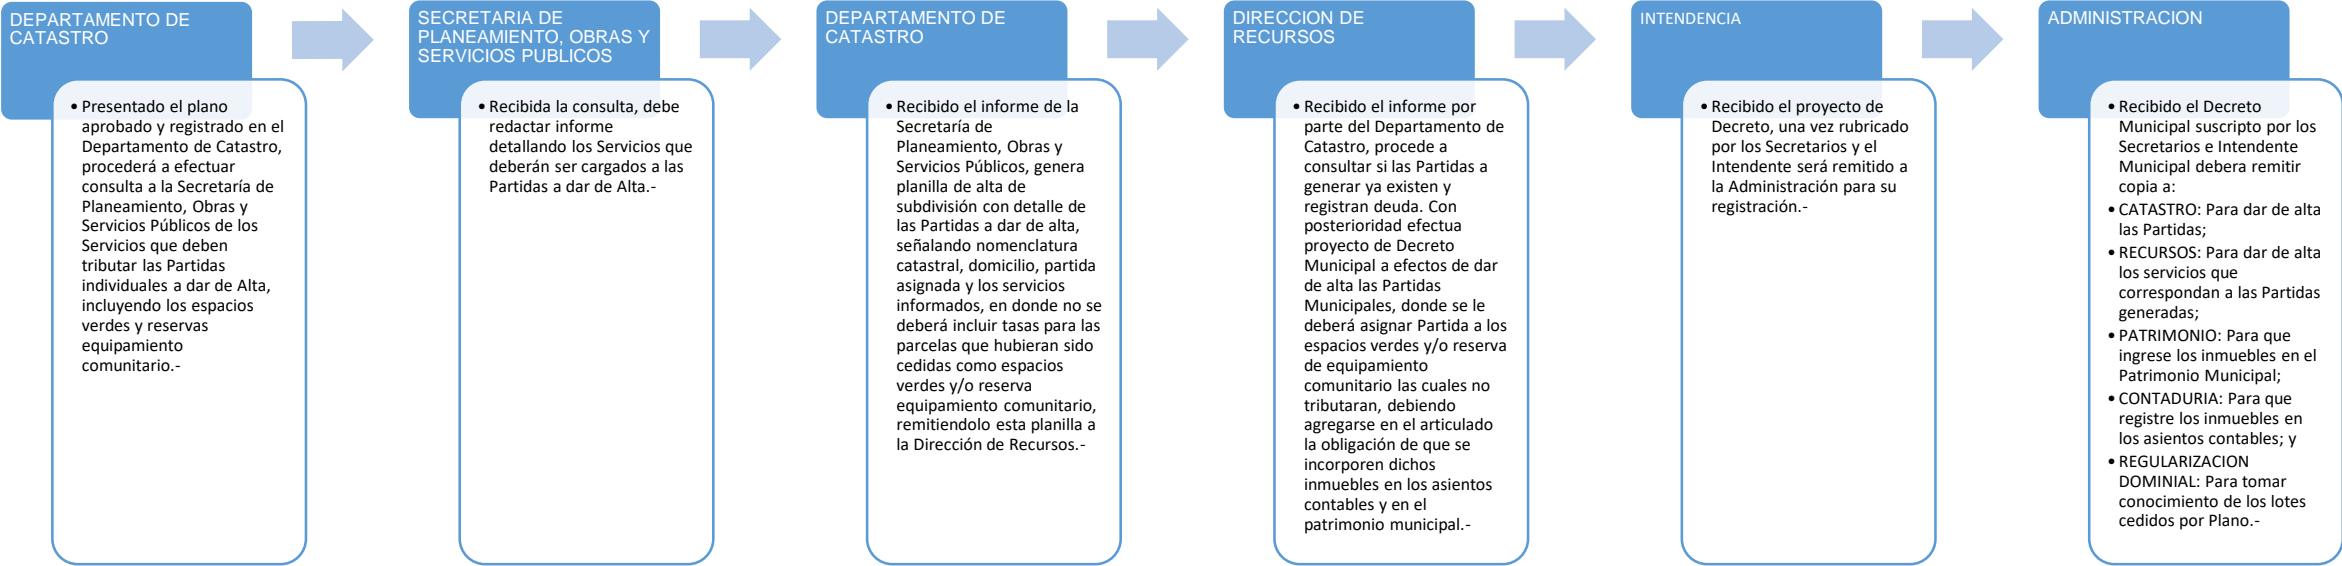 DEPARTAMENTO DE
CATASTRO
• Presentado el plano
aprobado y registrado en el
Departamento de Catastro,
procederá a efectuar
consulta a la Secretaría de
Planeamiento, Obras y
Servicios Públicos de los
Servicios que deben
tributar las Partidas
individuales a dar de Alta,
incluyendo los espacios
verdes y reservas
equipamiento
comunitario.-
SECRETARIA DE
PLANEAMIENTO, OBRAS Y
SERVICIOS PUBLICOS
• Recibida la consulta, debe
redactar informe
detallando los Servicios que
deberán ser cargados a las
Partidas a dar de Alta.-
DEPARTAMENTO DE
CATASTRO
• Recibido el informe de la
Secretaría de
Planeamiento, Obras y
Servicios Públicos, genera
planilla de alta de
subdivisión con detalle de
las Partidas a dar de alta,
señalando nomenclatura
catastral, domicilio, partida
asignada y los servicios
informados, en donde no se
deberá incluir tasas para las
parcelas que hubieran sido
cedidas como espacios
verdes y/o reserva
equipamiento comunitario,
remitiendolo esta planilla a
la Dirección de Recursos.-
DIRECCION DE
RECURSOS
• Recibido el informe por
parte del Departamento de
Catastro, procede a
consultar si las Partidas a
generar ya existen y
registran deuda. Con
posterioridad efectua
proyecto de Decreto
Municipal a efectos de dar
de alta las Partidas
Municipales, donde se le
deberá asignar Partida a los
espacios verdes y/o reserva
de equipamiento
comunitario las cuales no
tributaran, debiendo
agregarse en el articulado
la obligación de que se
incorporen dichos
inmuebles en los asientos
contables y en el
patrimonio municipal.-
INTENDENCIA
• Recibido el proyecto de
Decreto, una vez rubricado
por los Secretarios y el
Intendente será remitido a
la Administración para su
registración.-
ADMINISTRACION
• Recibido el Decreto
Municipal suscripto por los
Secretarios e Intendente
Municipal debera remitir
copia a:
• CATASTRO: Para dar de alta
las Partidas;
• RECURSOS: Para dar de alta
los servicios que
correspondan a las Partidas
generadas;
• PATRIMONIO: Para que
ingrese los inmuebles en el
Patrimonio Municipal;
• CONTADURIA: Para que
registre los inmuebles en
los asientos contables; y
• REGULARIZACION
DOMINIAL: Para tomar
conocimiento de los lotes
cedidos por Plano.-